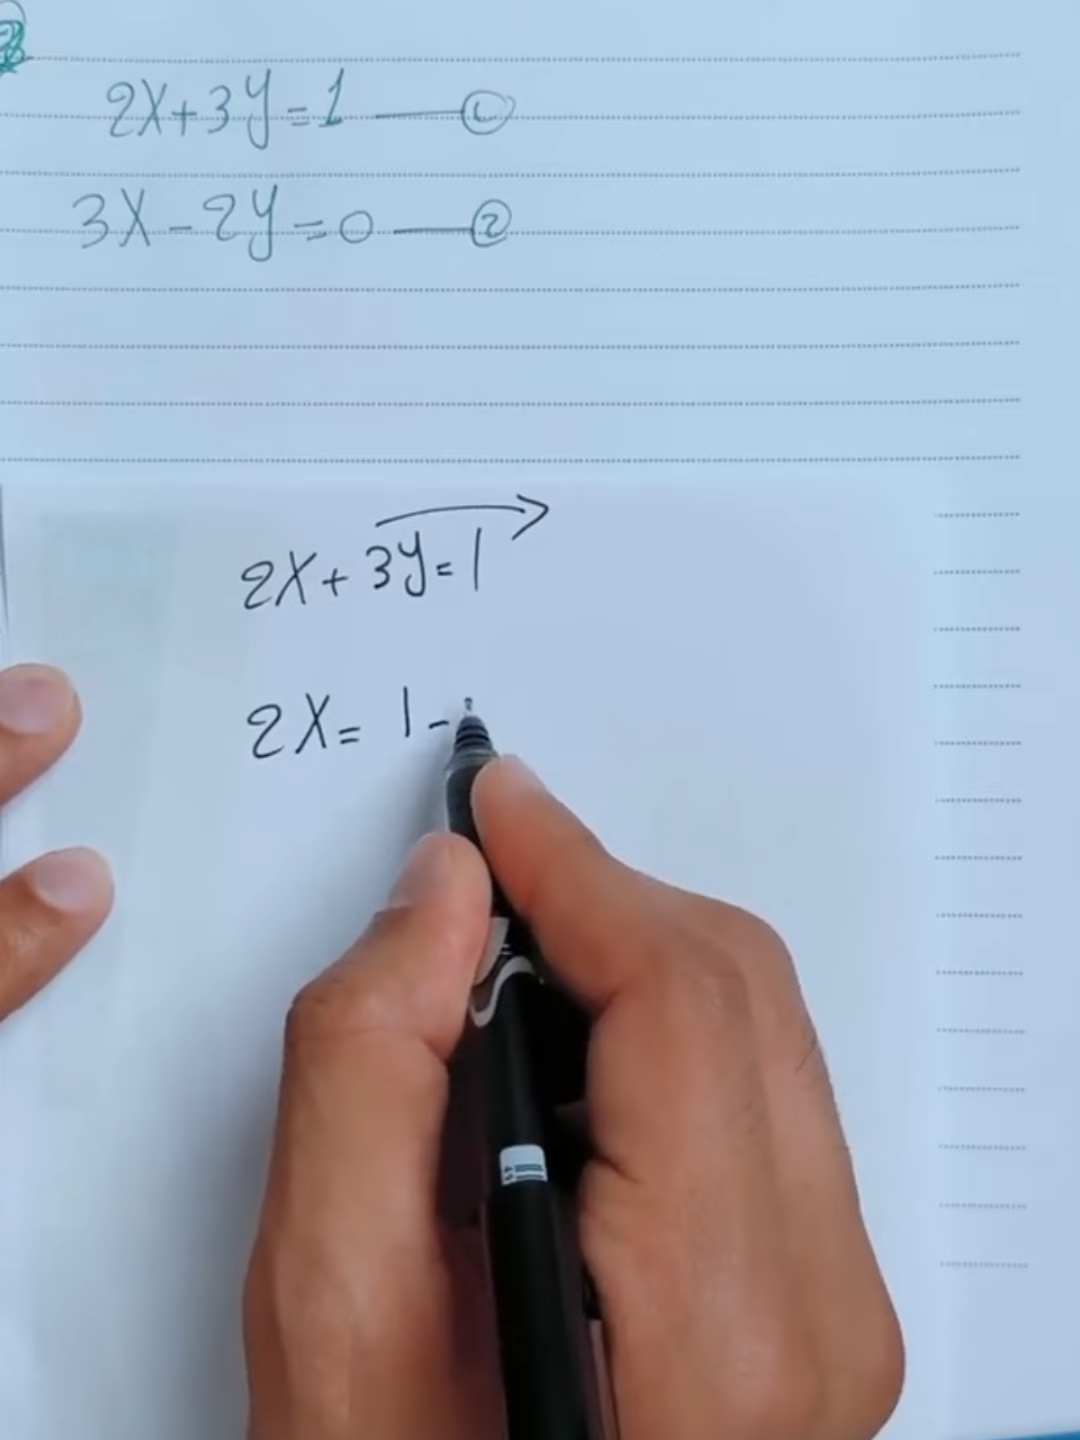 2X+3Y=1 —— ①
3X-2Y=0 —— ②
2X+3Y=1
2X= 1-